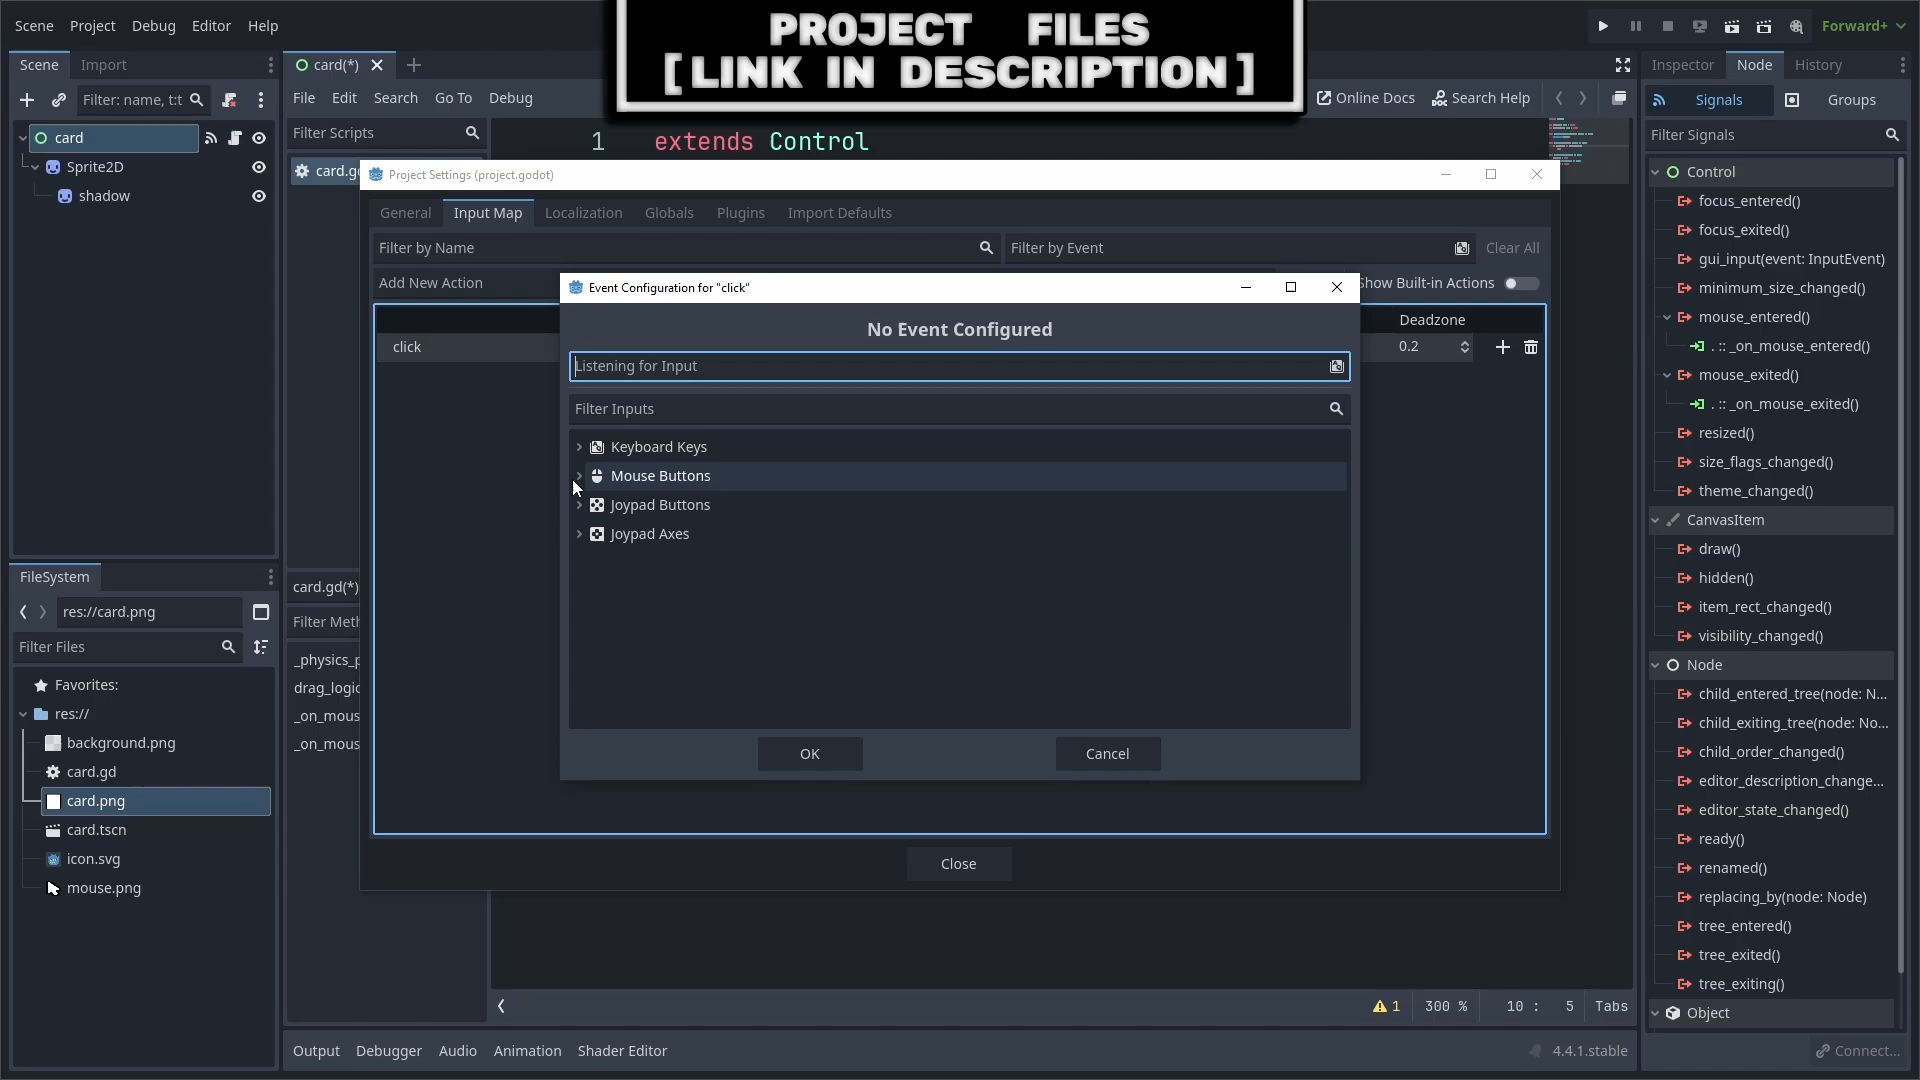 PROJECT FILES
[LINK IN DESCRIPTION]
Scene Project Debug Editor Help
Forward+
Scene Import
card(*)
Inspector Node History
Filter: name, t:t
File Edit Search Go To Debug
Online Docs Search Help
Signals Groups
Filter Scripts
Filter Signals
card
Sprite2D
shadow
1 extends Control
card.g
Project Settings (project.godot)
General Input Map Localization Globals Plugins Import Defaults
Filter by Name
Filter by Event
Clear All
Add New Action
Show Built-in Actions
Deadzone
click
0.2
Event Configuration for "click"
No Event Configured
Listening for Input
Filter Inputs
Keyboard Keys
Mouse Buttons
Joypad Buttons
Joypad Axes
OK Cancel
Close
Control
focus_entered()
focus_exited()
gui_input(event: InputEvent)
minimum_size_changed()
mouse_entered()
. :: _on_mouse_entered()
mouse_exited()
. :: _on_mouse_exited()
resized()
size_flags_changed()
theme_changed()
CanvasItem
draw()
hidden()
item_rect_changed()
visibility_changed()
Node
child_entered_tree(node: N...
child_exiting_tree(node: No...
child_order_changed()
editor_description_change...
editor_state_changed()
ready()
renamed()
replacing_by(node: Node)
tree_entered()
tree_exited()
tree_exiting()
Object
Connect...
FileSystem
res://card.png
Filter Files
Favorites:
res://
background.png
card.gd
card.png
card.tscn
icon.svg
mouse.png
card.gd(*)
Filter Meth
_physics_p
drag_logic
_on_mous
_on_mous
1 300 % 10 : 5 Tabs
Output Debugger Audio Animation Shader Editor
4.4.1.stable